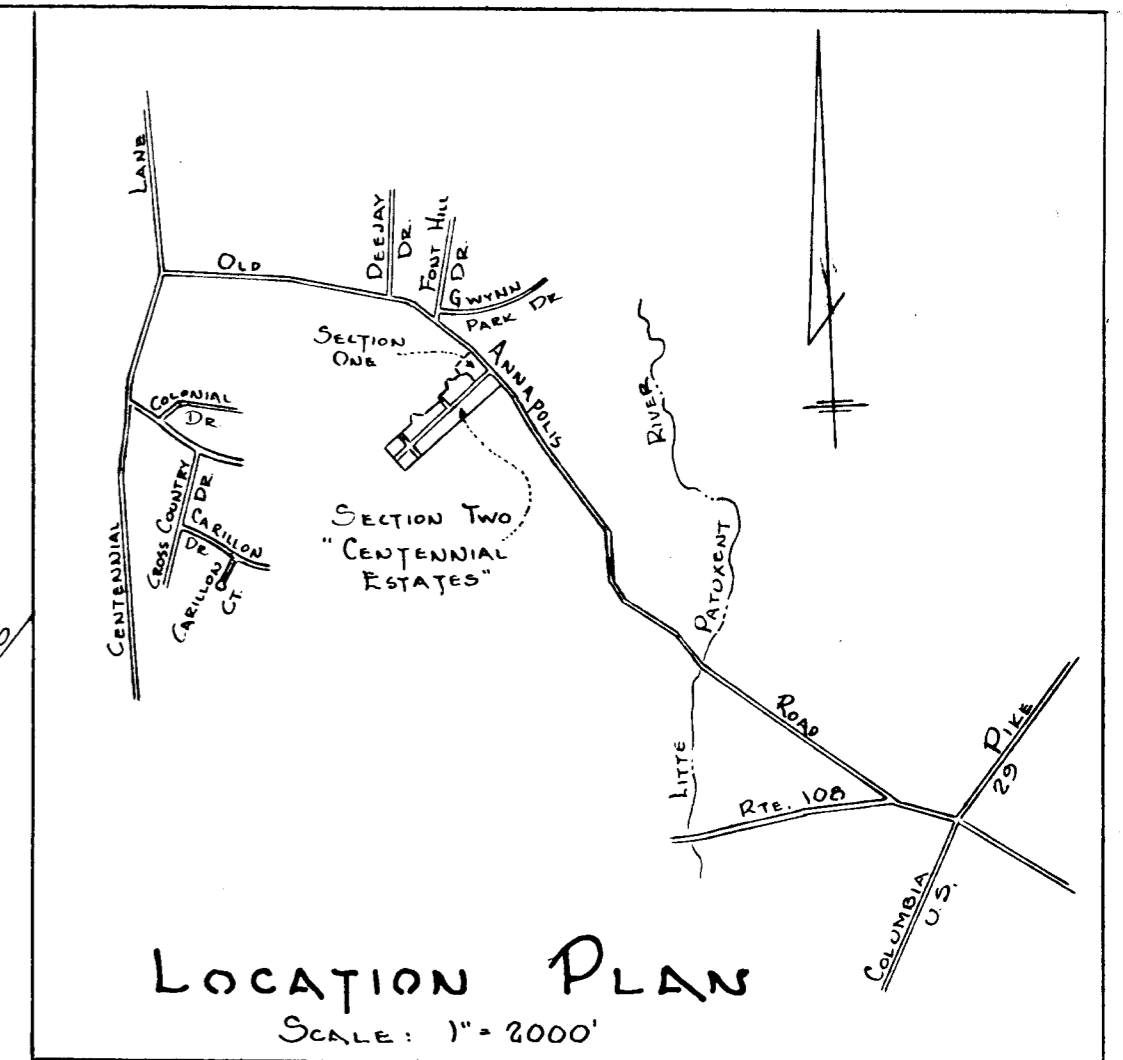 LANE
OLD
DEEJAY
DR.
FONT HILL
DR.
GWYNN
PARK DR
SECTION
ONE
ANNAPOLIS
COLONIAL
DR.
CROSS COUNTRY
DR.
CARILLON
DR
CARILLON
CT.
CENTENNIAL
SECTION TWO
"CENTENNIAL
ESTATES"
RIVER
PATUXENT
LITTE
ROAD
RTE. 108
PIKE
29
COLUMBIA
U.S.
LOCATION PLAN
SCALE: 1" = 2000'